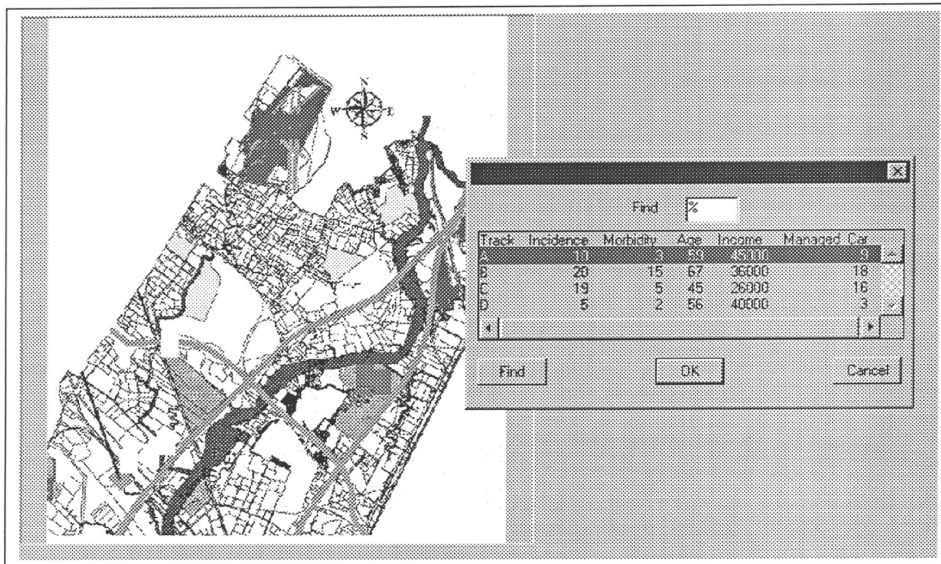 N
W E
N
Find %
Track Incidence Morbidity Age Income Managed Car
A 10 3 59 45000 9
B 20 15 67 36000 18
C 19 5 45 26000 16
D 5 2 56 40000 3
Find OK Cancel